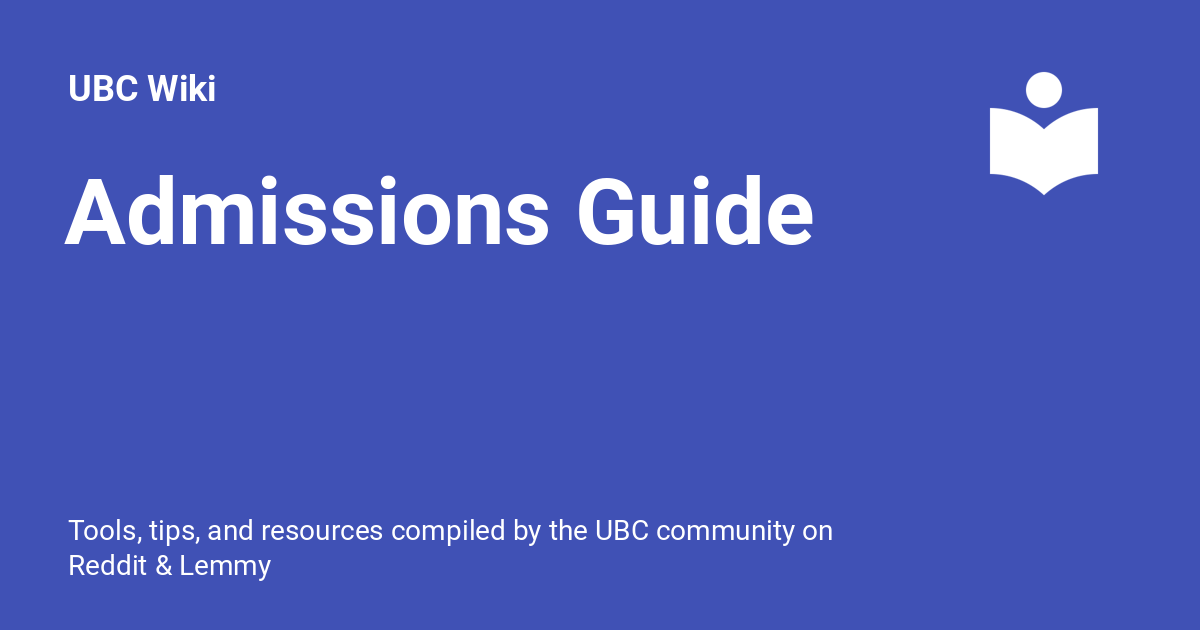 UBC Wiki
Admissions Guide
Tools, tips, and resources compiled by the UBC community on
Reddit & Lemmy